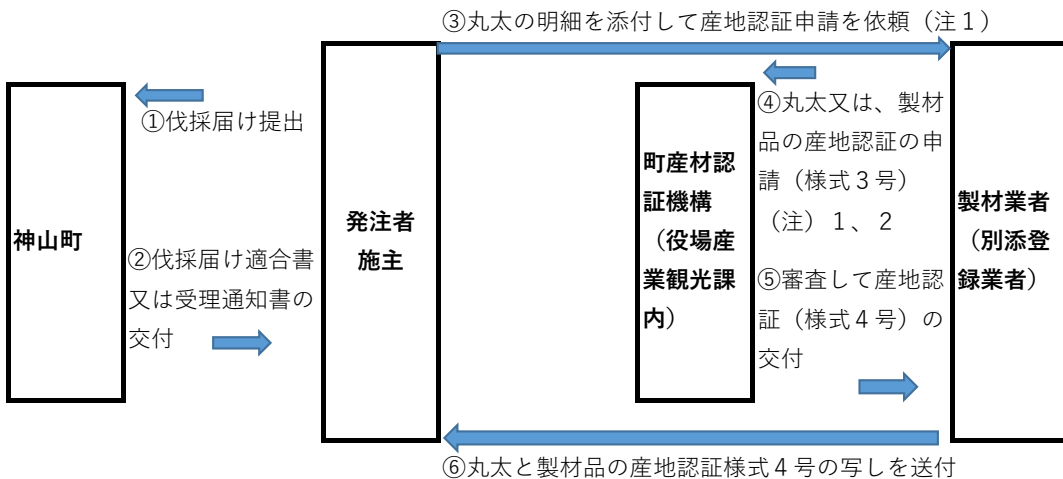 ③丸太の明細を添付して産地認証申請を依頼（注１）
①伐採届け提出
④丸太又は、製材
品の産地認証の申
請（様式３号）
（注）１、２
町産材認
証機構
（役場産
業観光課
内）
製材業者
（別添登
録業者）
発注者
施主
神山町
②伐採届け適合書
又は受理通知書の
交付
⑤審査して産地認
証（様式４号）の
交付
⑥丸太と製材品の産地認証様式４号の写しを送付